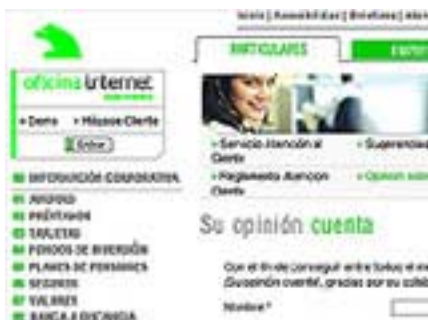 Inicio | Accesibilidad |
PARTICULARES
oficina internet
Demo Hágase Cliente
Entrar
Servicio Atención al Cliente
Sugerencias
Reglamento Atención Cliente
Opinión sobre
INFORMACIÓN CORPORATIVA
AHORRO
PRÉSTAMOS
TARJETAS
FONDOS DE INVERSIÓN
PLANES DE PENSIONES
SEGUROS
VALORES
BANCA A DISTANCIA
Su opinión cuenta
Con el fin de conseguir entre todos el
¡Su opinión cuenta!, gracias por su
Nombre*